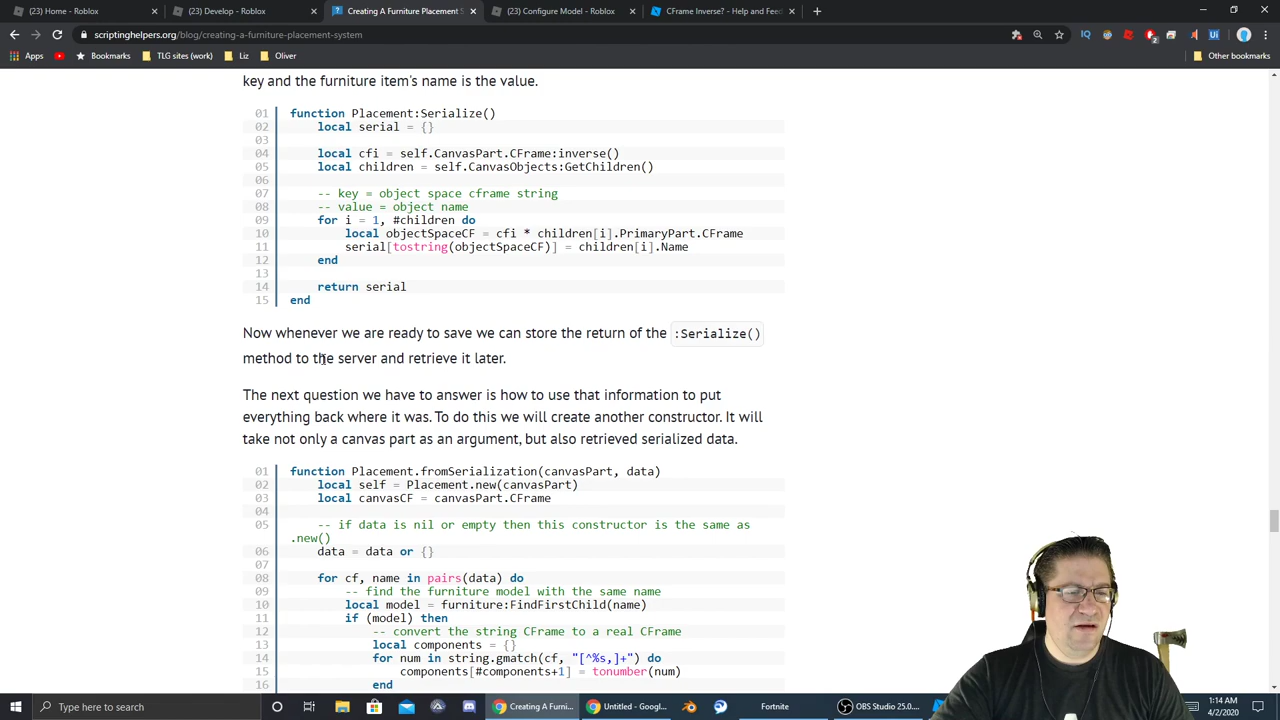 (23) Home - Roblox
(23) Develop - Roblox
Creating A Furniture Placement S
(23) Configure Model - Roblox
CFrame Inverse? - Help and Feed
scriptinghelpers.org/blog/creating-a-furniture-placement-system
Apps
Bookmarks
TLG sites (work)
Liz
Oliver
Other bookmarks
key and the furniture item's name is the value.
01 function Placement:Serialize()
02 local serial = {}
03
04 local cfi = self.CanvasPart.CFrame:inverse()
05 local children = self.CanvasObjects:GetChildren()
06
07 -- key = object space cframe string
08 -- value = object name
09 for i = 1, #children do
10 local objectSpaceCF = cfi * children[i].PrimaryPart.CFrame
11 serial[tostring(objectSpaceCF)] = children[i].Name
12 end
13
14 return serial
15 end
Now whenever we are ready to save we can store the return of the :Serialize()
method to the server and retrieve it later.
The next question we have to answer is how to use that information to put
everything back where it was. To do this we will create another constructor. It will
take not only a canvas part as an argument, but also retrieved serialized data.
01 function Placement.fromSerialization(canvasPart, data)
02 local self = Placement.new(canvasPart)
03 local canvasCF = canvasPart.CFrame
04
05 -- if data is nil or empty then this constructor is the same as
.new()
06 data = data or {}
07
08 for cf, name in pairs(data) do
09 -- find the furniture model with the same name
10 local model = furniture:FindFirstChild(name)
11 if (model) then
12 -- convert the string CFrame to a real CFrame
13 local components = {}
14 for num in string.gmatch(cf, "[^%s,]+") do
15 components[#components+1] = tonumber(num)
16 end
Type here to search
Creating A Furni...
Untitled - Googl...
Fortnite
OBS Studio 25.0...
1:14 AM
4/2/2020